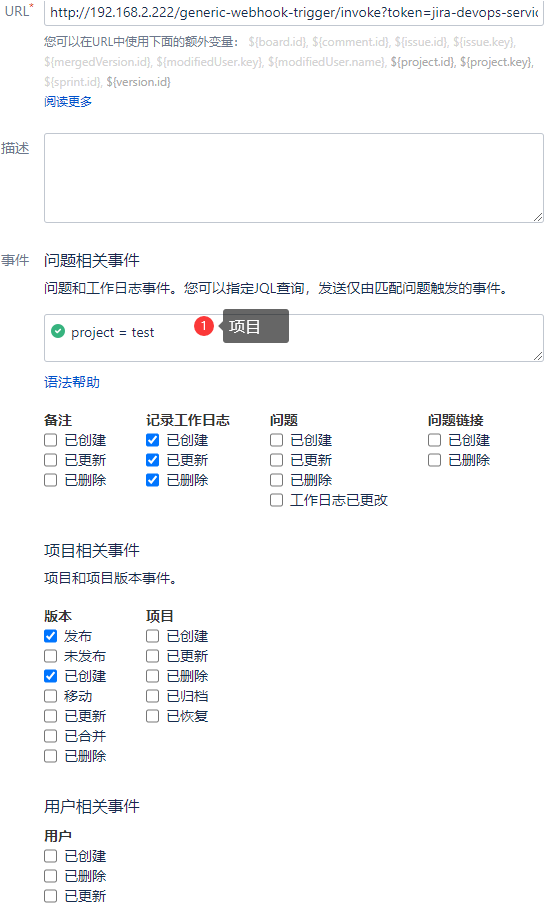 URL*
http://192.168.2.222/generic-webhook-trigger/invoke?token=jira-devops-servic
您可以在URL中使用下面的额外变量： ${board.id}, ${comment.id}, ${issue.id}, ${issue.key},
${mergedVersion.id}, ${modifiedUser.key}, ${modifiedUser.name}, ${project.id}, ${project.key},
${sprint.id}, ${version.id}
阅读更多
描述
事件
问题相关事件
问题和工作日志事件。您可以指定JQL查询，发送仅由匹配问题触发的事件。
project = test
1 项目
语法帮助
备注 记录工作日志 问题 问题链接
已创建 已创建 已创建 已创建
已更新 已更新 已更新 已删除
已删除 已删除 已删除
工作日志已更改
项目相关事件
项目和项目版本事件。
版本 项目
发布 已创建
未发布 已更新
已创建 已删除
移动 已归档
已更新 已恢复
已合并
已删除
用户相关事件
用户
已创建
已删除
已更新